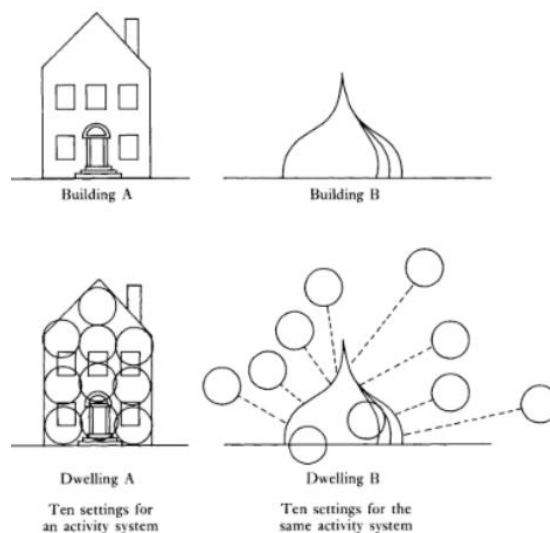 Building A
Building B
Dwelling A
Dwelling B
Ten settings for
an activity system
Ten settings for the
same activity system